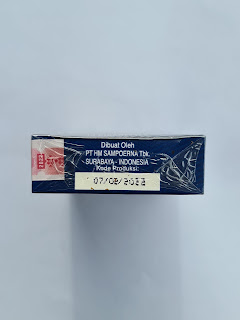 Dibuat Oleh
PT HM SAMPOERNA Tbk.
SURABAYA - INDONESIA
Kode Produksi: